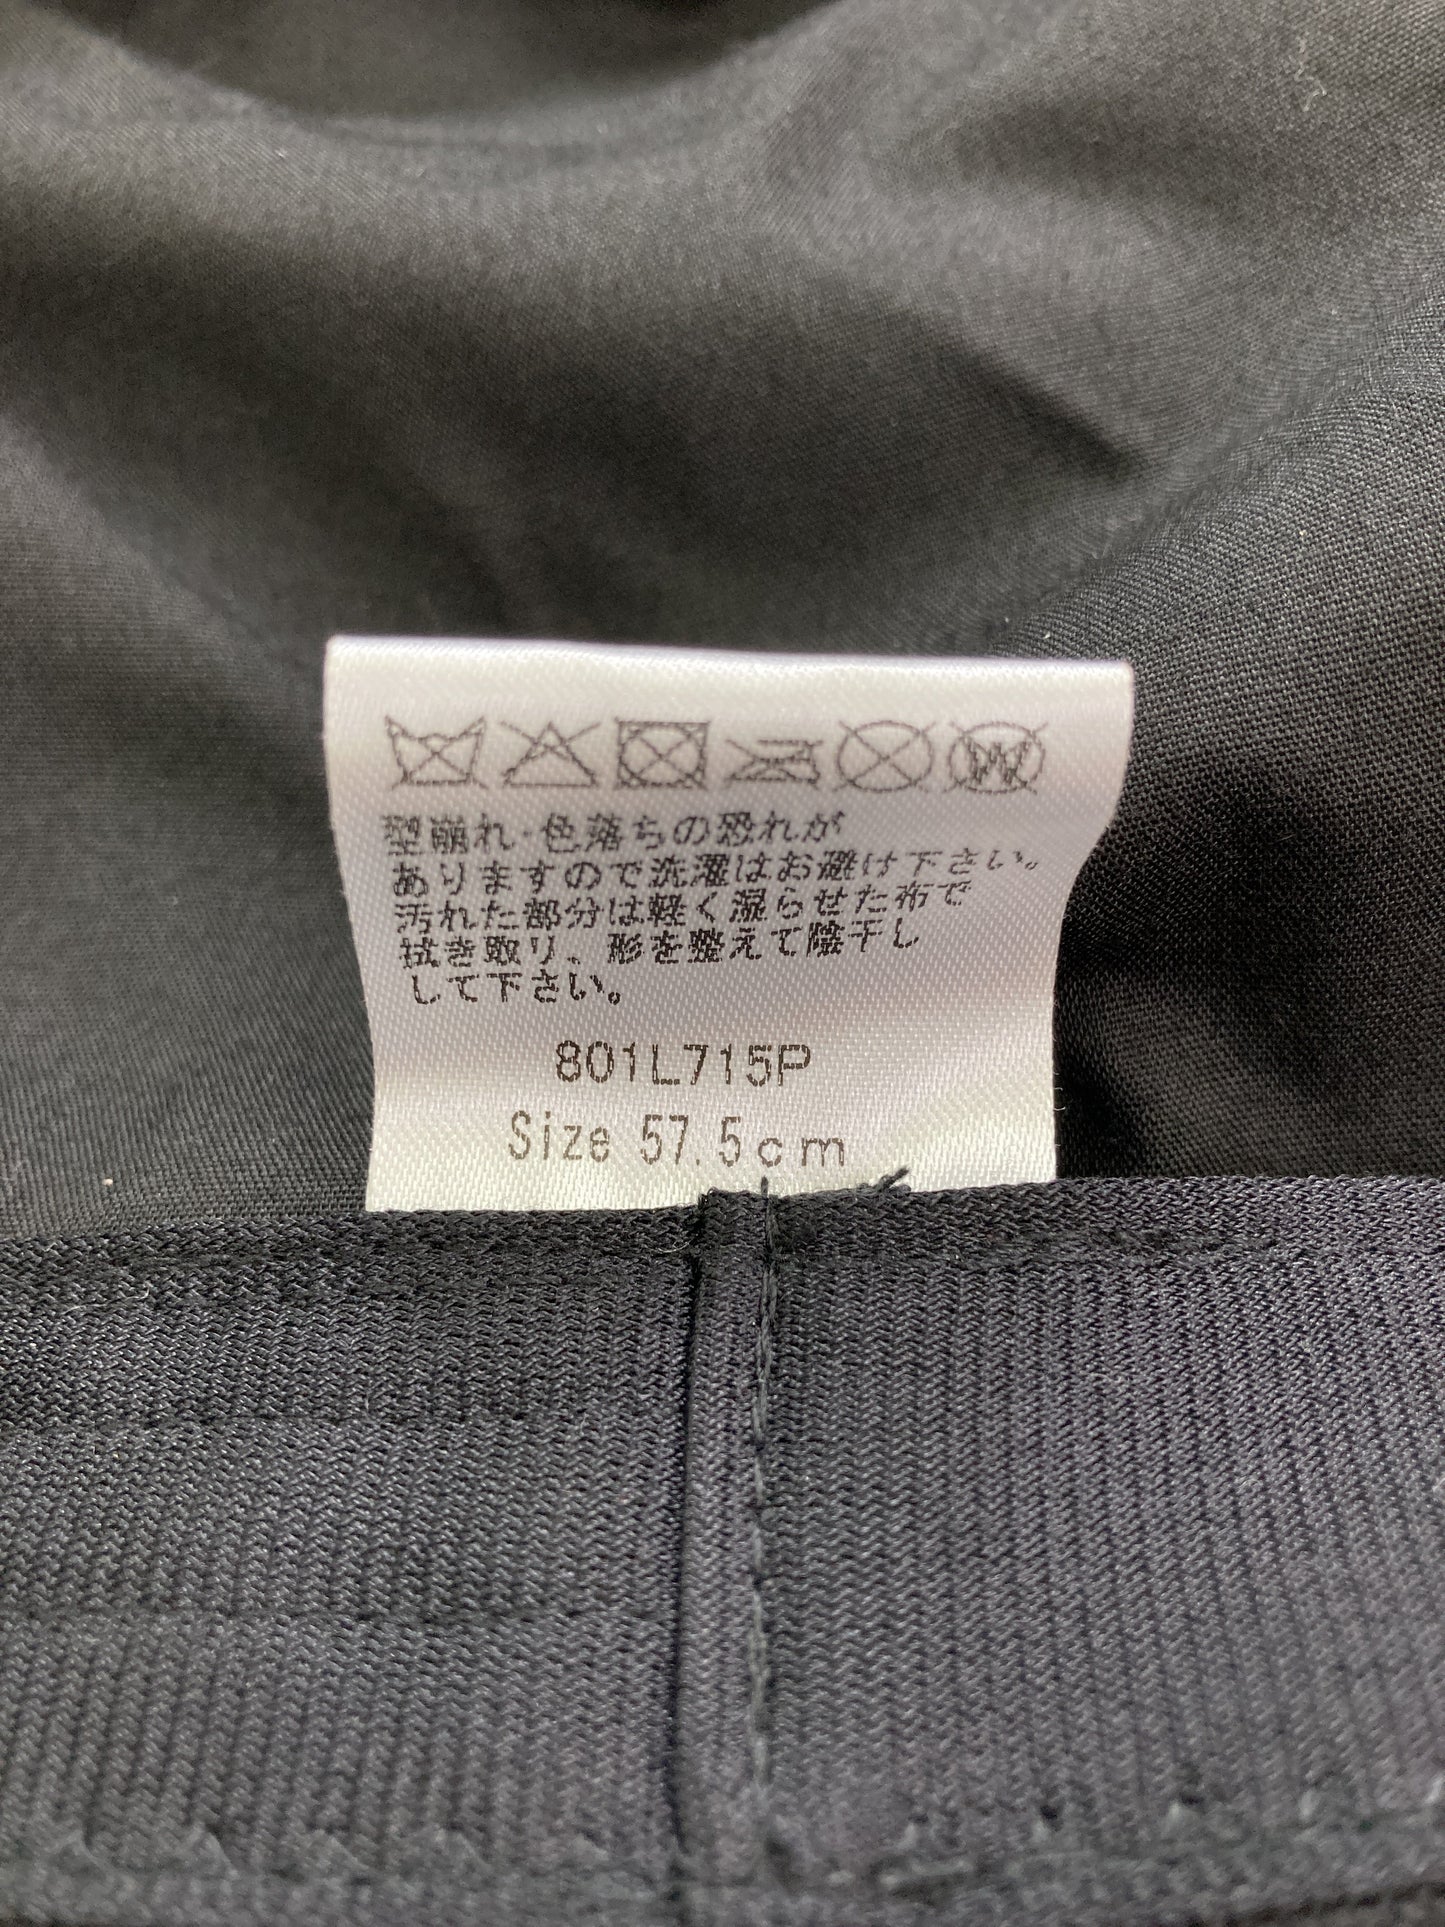 型崩れ・色落ちの恐れが
ありますので洗濯はお避け下さい。
汚れた部分は軽く湿らせた布で
拭き取り、形を整えて陰干し
して下さい。
801L715P
Size 57.5cm